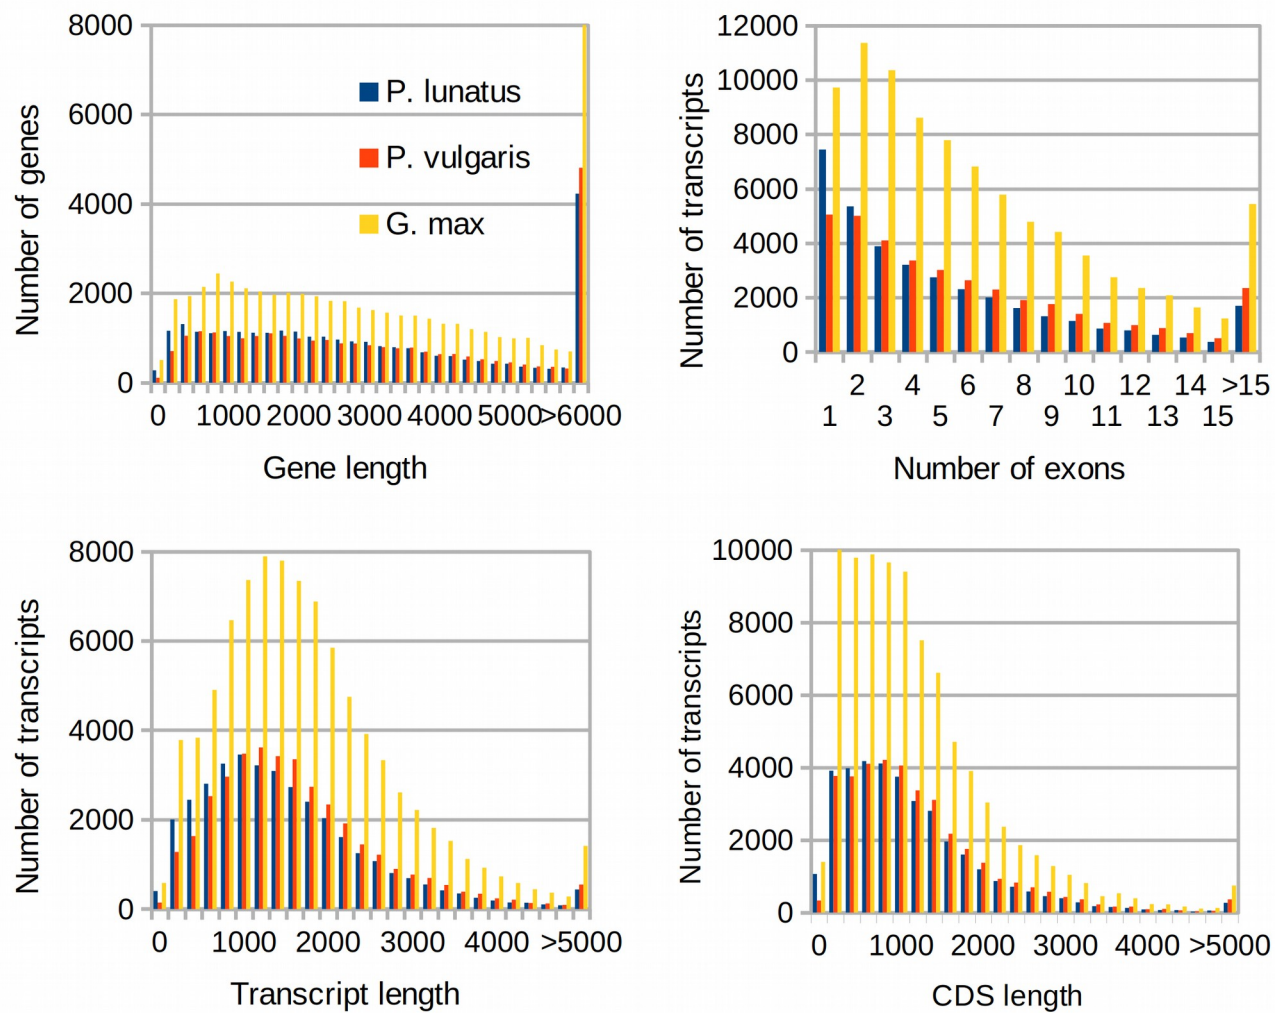 Number of genes
8000
6000
4000
2000
0
P. lunatus
P. vulgaris
G. max
0 1000 2000 3000 4000 5000 >6000
Gene length
Number of transcripts
12000
10000
8000
6000
4000
2000
0
2 4 6 8 10 12 14 >15
1 3 5 7 9 11 13 15
Number of exons
Number of transcripts
8000
6000
4000
2000
0
0 1000 2000 3000 4000 >5000
Transcript length
Number of transcripts
10000
8000
6000
4000
2000
0
0 1000 2000 3000 4000 >5000
CDS length